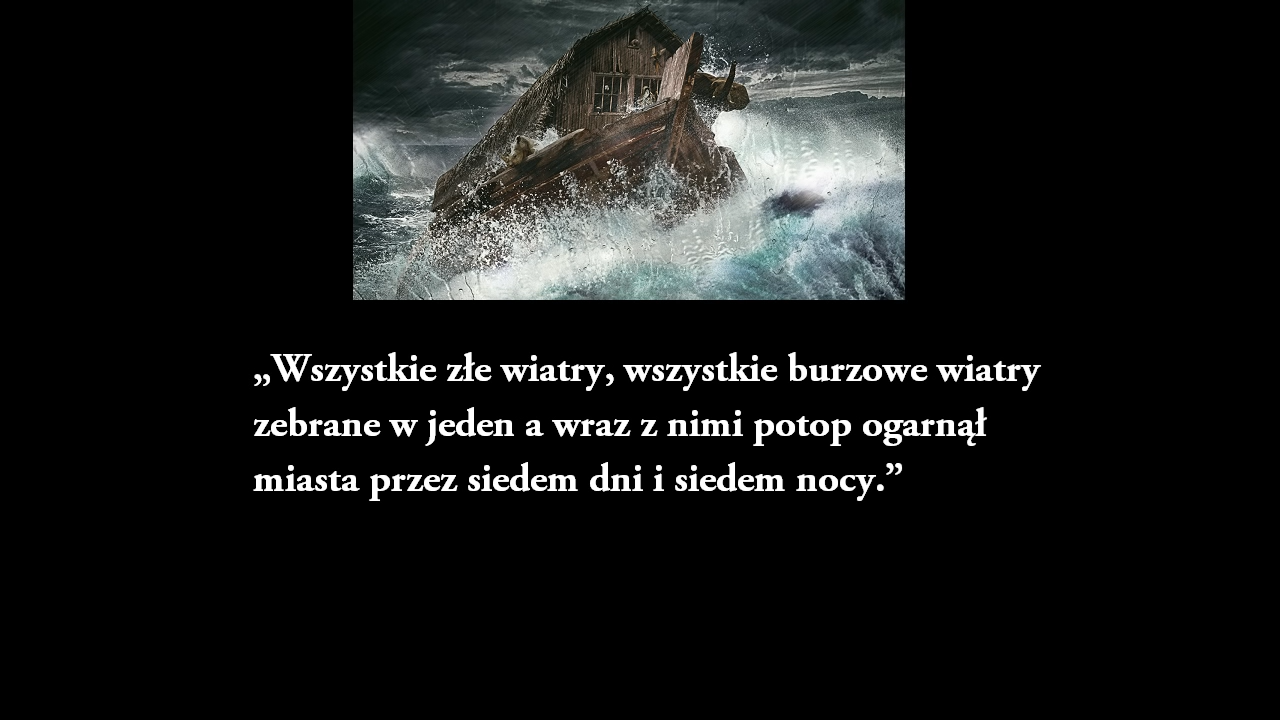 „Wszystkie złe wiatry, wszystkie burzowe wiatry
zebrane w jeden a wraz z nimi potop ogarnął
miasta przez siedem dni i siedem nocy.”